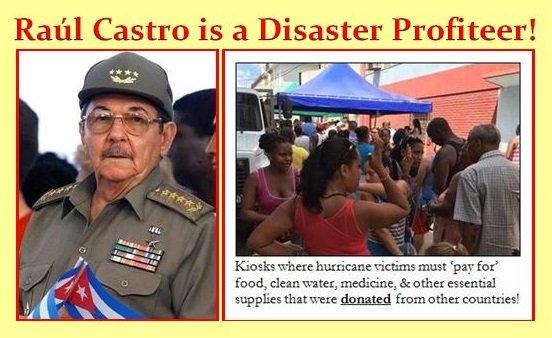 Raúl Castro is a Disaster Profiteer!
Kiosks where hurricane victims must ‘pay for’
food, clean water, medicine, & other essential
supplies that were donated from other countries!